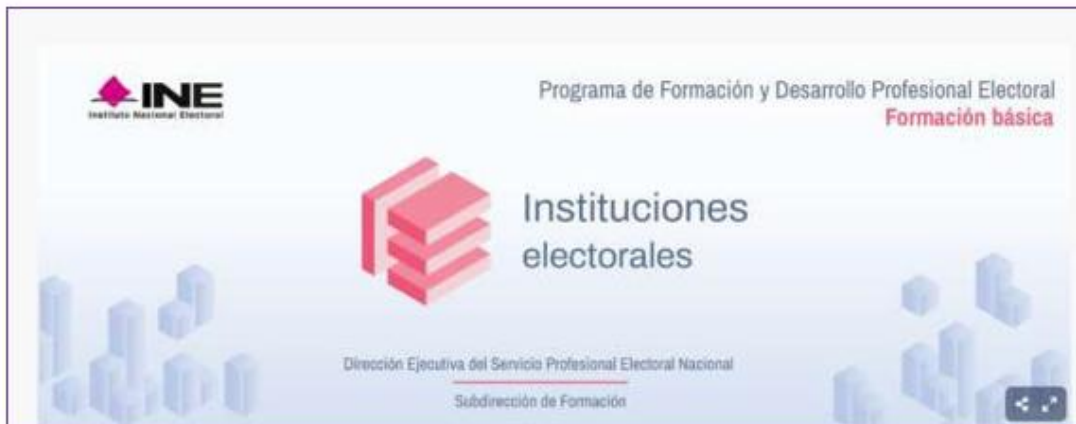 INE
Instituto Nacional Electoral
Programa de Formación y Desarrollo Profesional Electoral
Formación básica
Instituciones
electorales
Dirección Ejecutiva del Servicio Profesional Electoral Nacional
Subdirección de Formación